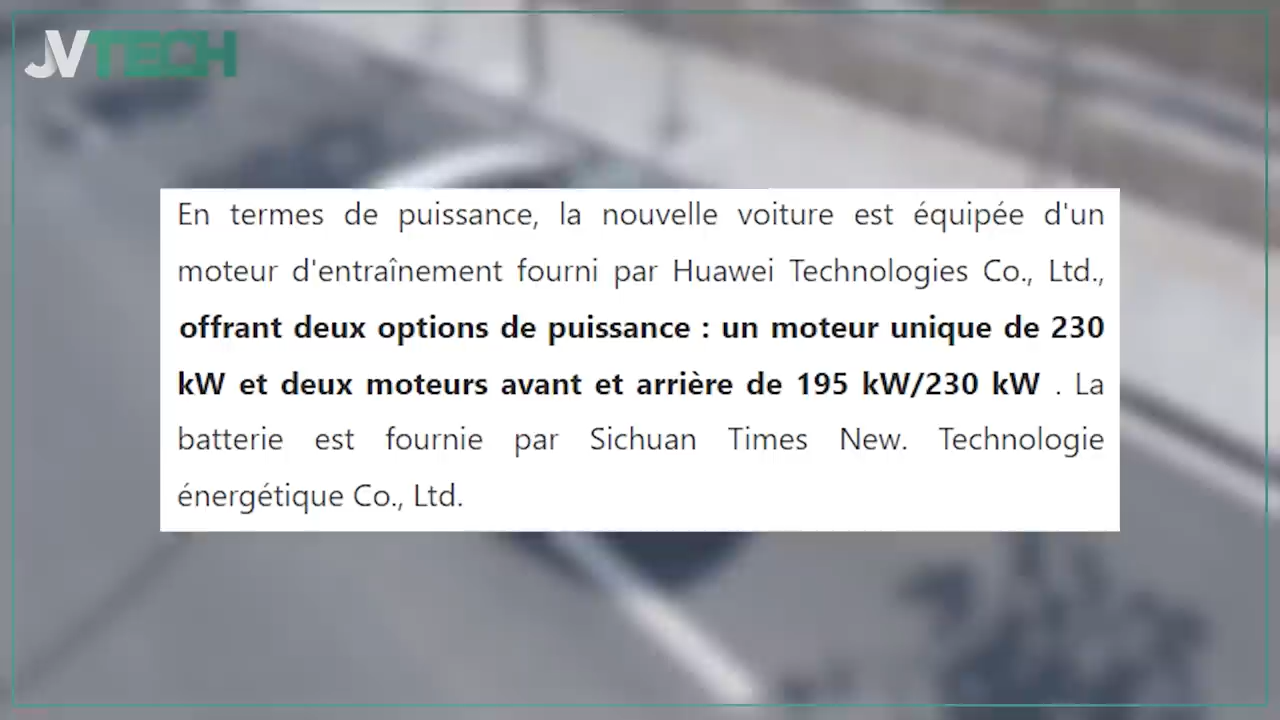 JVTECH
En termes de puissance, la nouvelle voiture est équipée d'un
moteur d'entraînement fourni par Huawei Technologies Co., Ltd.,
offrant deux options de puissance : un moteur unique de 230
kW et deux moteurs avant et arrière de 195 kW/230 kW . La
batterie est fournie par Sichuan Times New. Technologie
énergétique Co., Ltd.